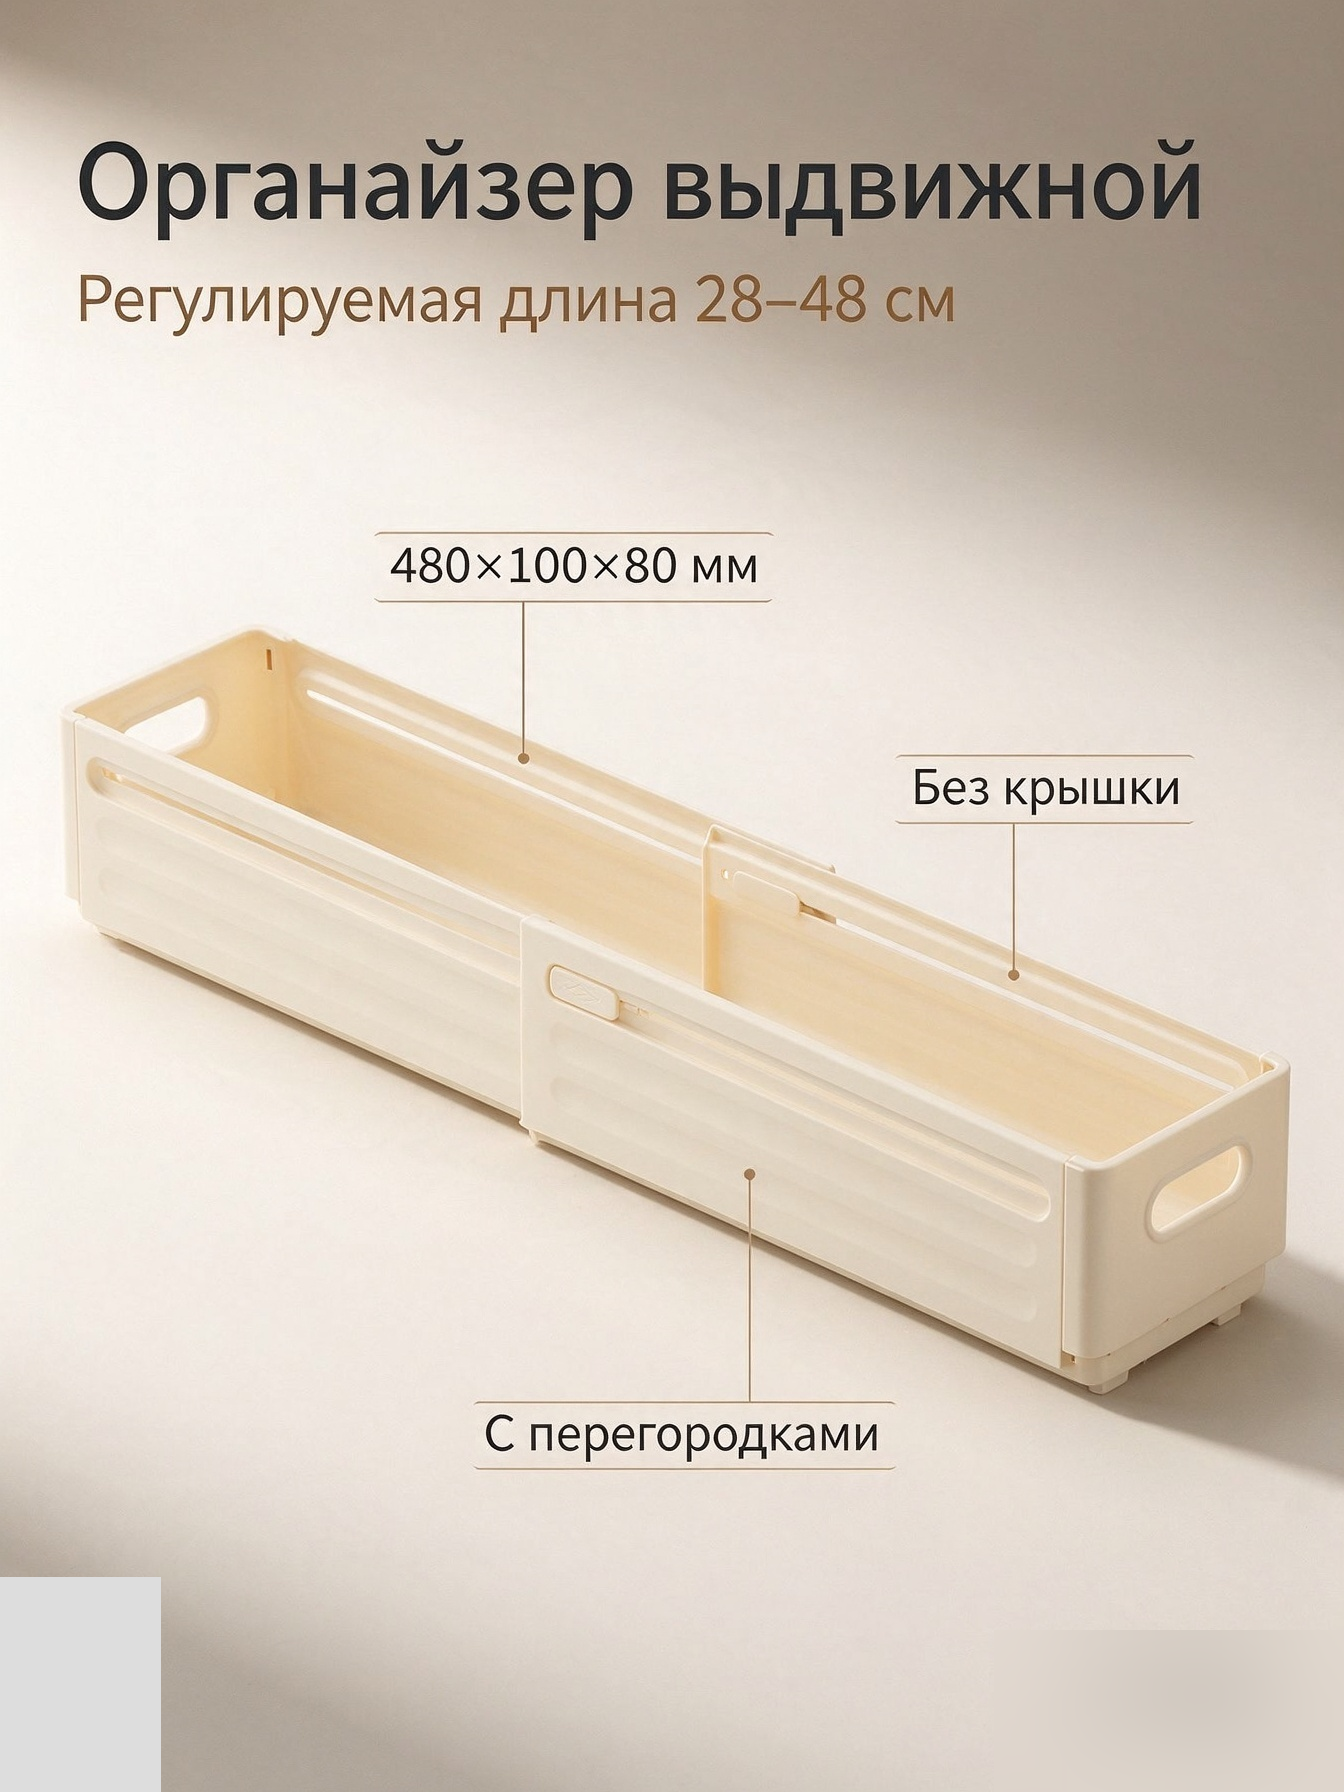 Органайзер выдвижной
Регулируемая длина 28–48 см
480×100×80 мм
Без крышки
С перегородками